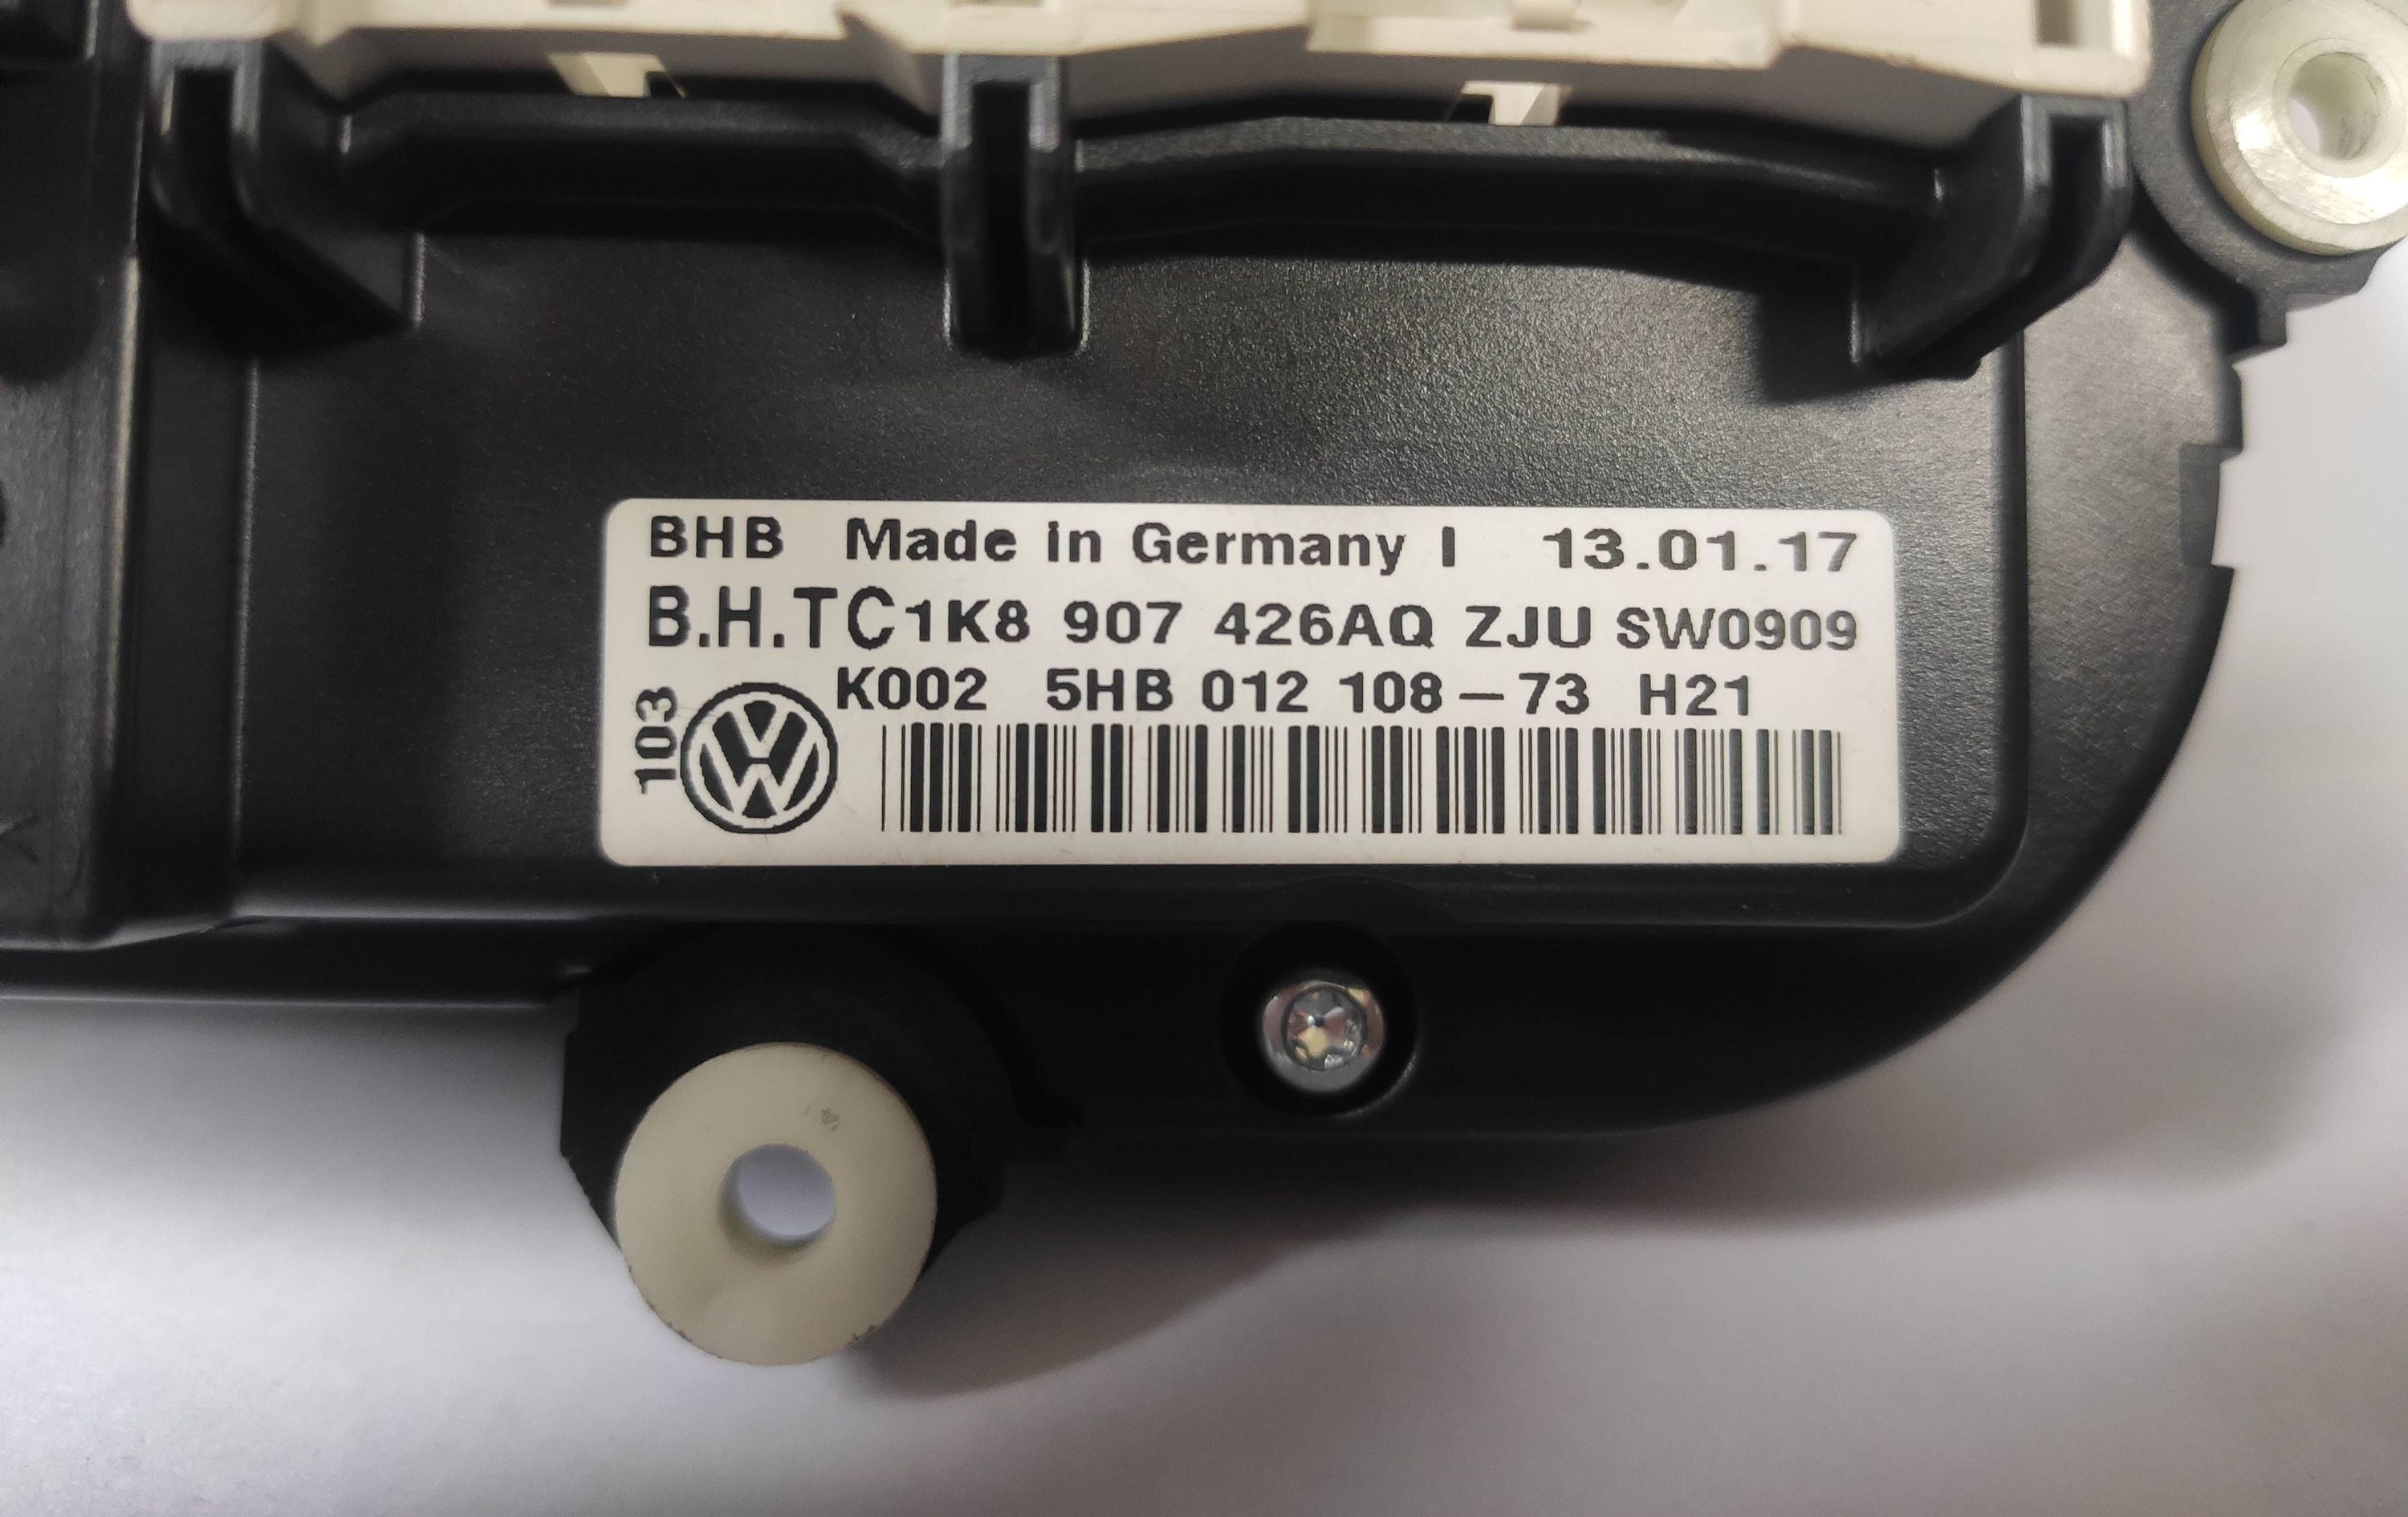 BHB Made in Germany I 13.01.17
B.H.TC 1K8 907 426AQ ZJU SW0909
K002 5HB 012 108-73 H21
103